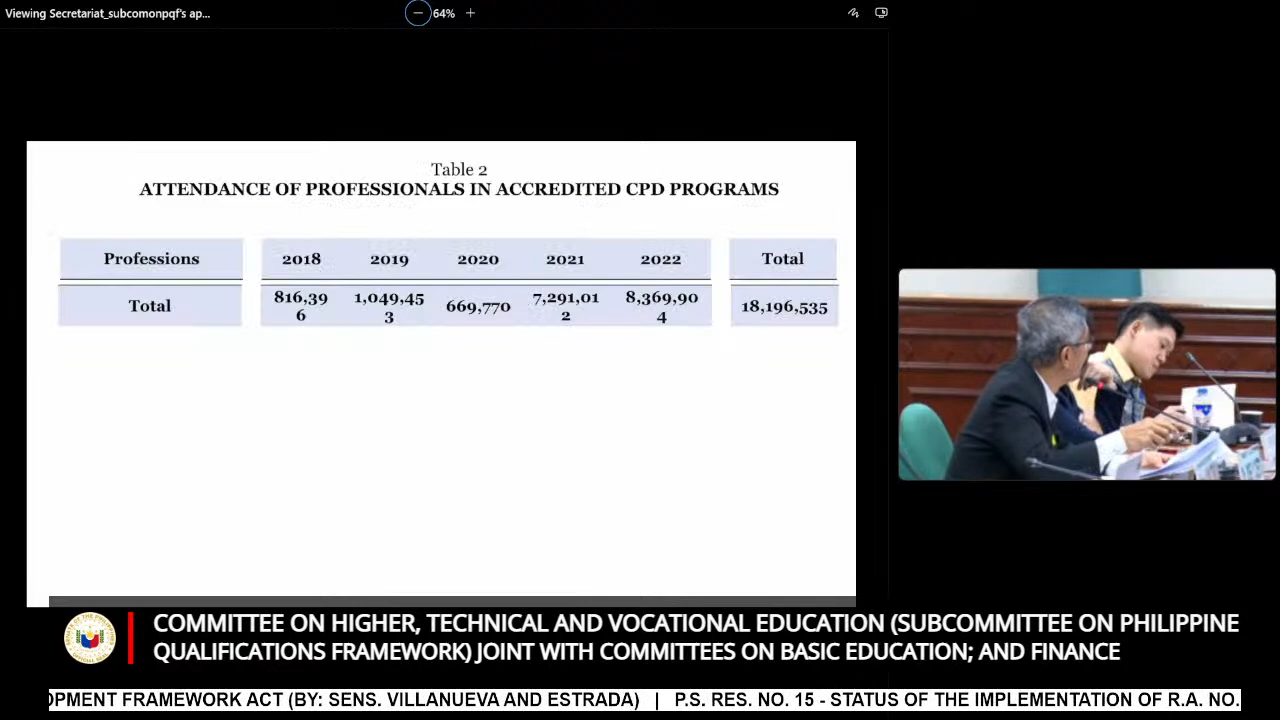 Viewing Secretariat_subcomonpqf's ap...
64%
Table 2
ATTENDANCE OF PROFESSIONALS IN ACCREDITED CPD PROGRAMS
Professions 2018 2019 2020 2021 2022 Total
Total 816,39 1,049,45 669,770 7,291,01 8,369,90 18,196,535
6 3 2 4
COMMITTEE ON HIGHER, TECHNICAL AND VOCATIONAL EDUCATION (SUBCOMMITTEE ON PHILIPPINE
QUALIFICATIONS FRAMEWORK) JOINT WITH COMMITTEES ON BASIC EDUCATION; AND FINANCE
OPMENT FRAMEWORK ACT (BY: SENS. VILLANUEVA AND ESTRADA) | P.S. RES. NO. 15 - STATUS OF THE IMPLEMENTATION OF R.A. NO.